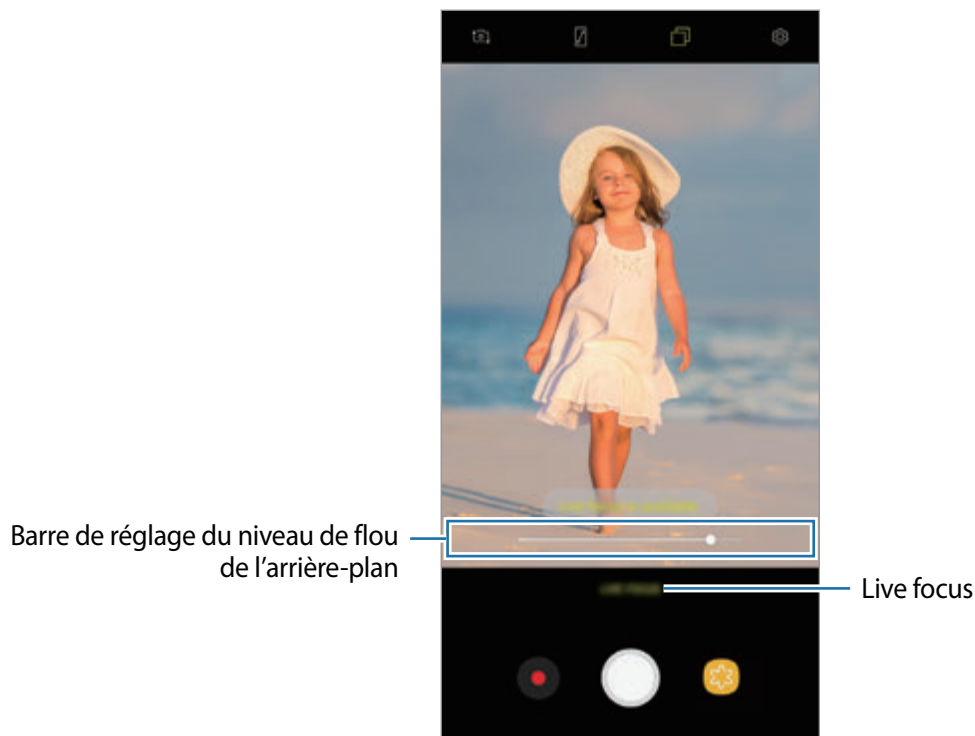 Barre de réglage du niveau de flou
de l’arrière-plan
Live focus